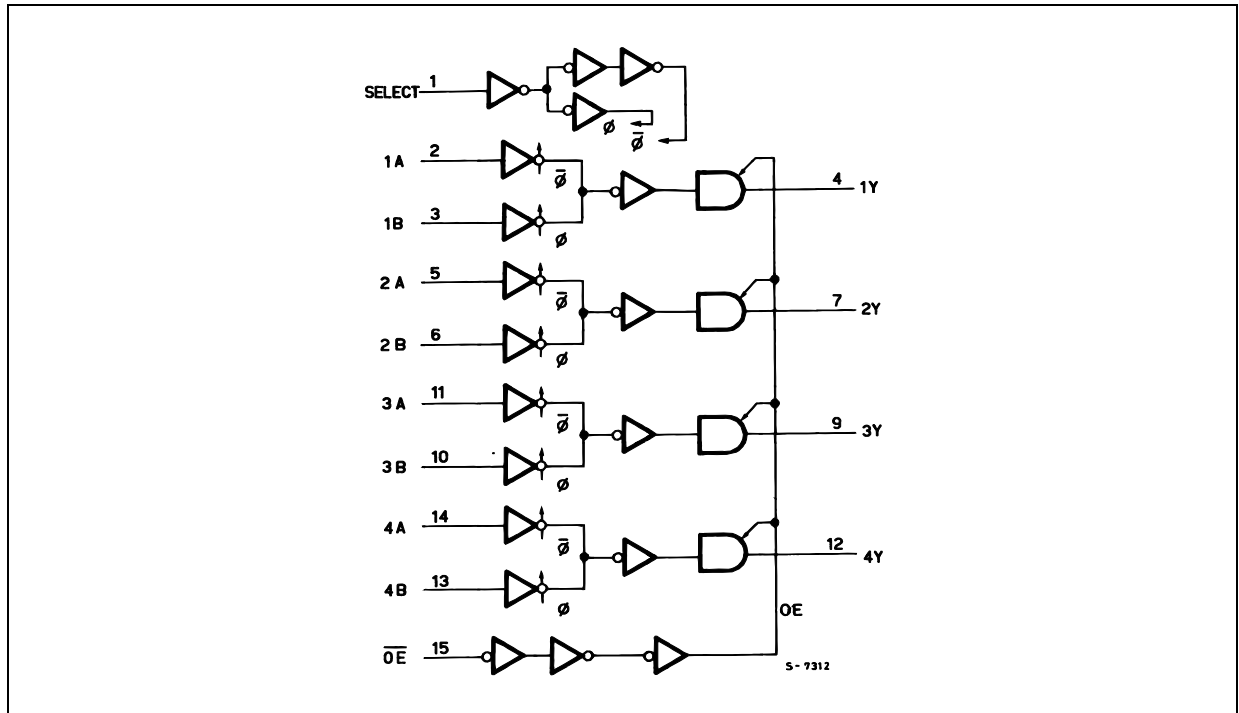 SELECT 1
Ø
Ø̅
1A 2
Ø̅
4 1Y
1B 3
Ø
2A 5
Ø̅
7 2Y
2B 6
Ø
3A 11
Ø̅
9 3Y
3B 10
Ø
4A 14
Ø̅
12 4Y
4B 13
Ø
OE
O̅E̅ 15
S-7312